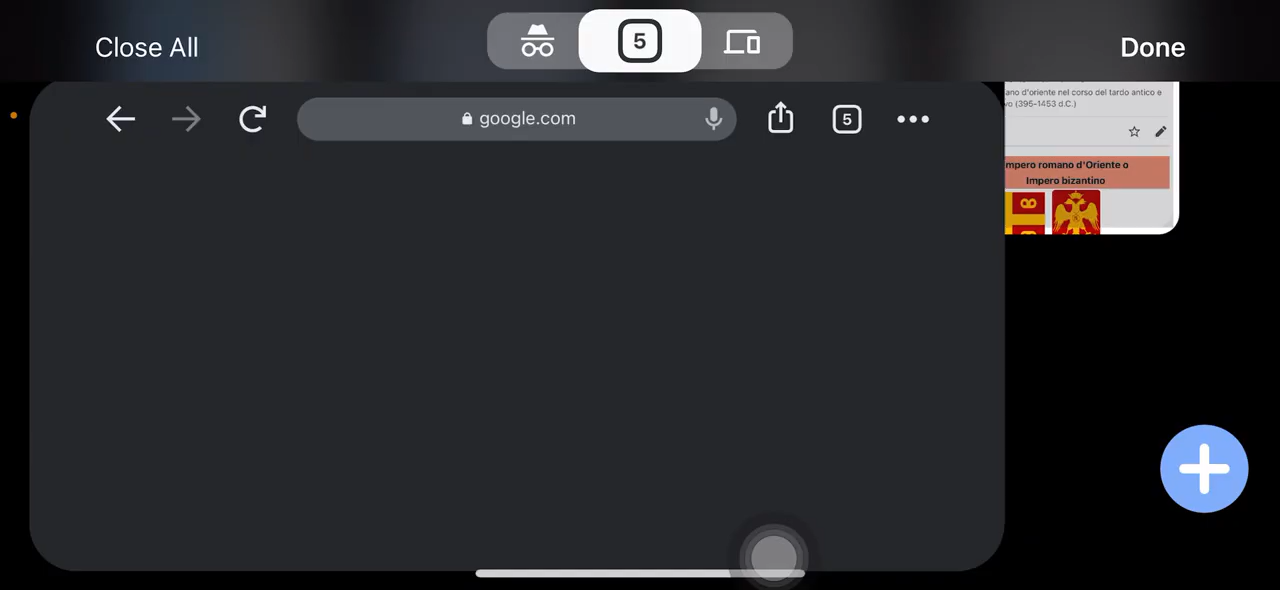 Close All
5
Done
google.com
5
ano d'oriente nel corso del tardo antico e
vo (395–1453 d.C.)
mpero romano d'Oriente o
Impero bizantino